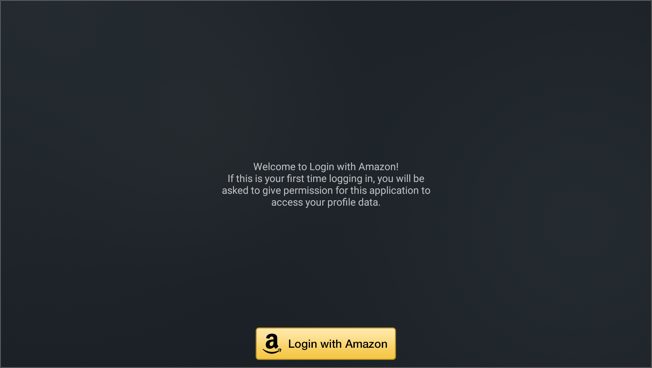 Welcome to Login with Amazon!
If this is your first time logging in, you will be
asked to give permission for this application to
access your profile data.
a Login with Amazon